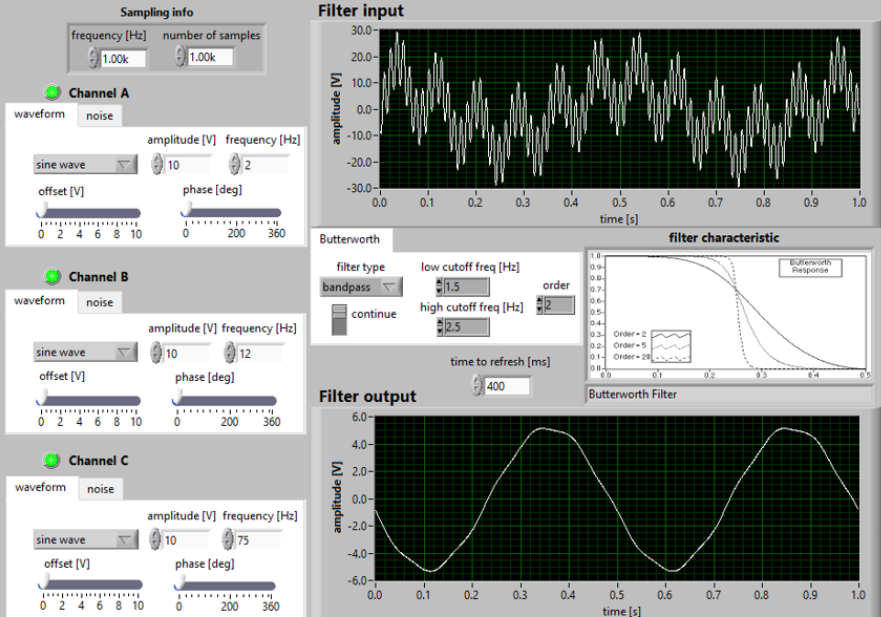 Sampling info
frequency [Hz] number of samples
1.00k 1.00k
Channel A
waveform noise
amplitude [V] frequency [Hz]
sine wave 10 2
offset [V] phase [deg]
0 2 4 6 8 10 0 200 360
Channel B
waveform noise
amplitude [V] frequency [Hz]
sine wave 10 12
offset [V] phase [deg]
0 2 4 6 8 10 0 200 360
Channel C
waveform noise
amplitude [V] frequency [Hz]
sine wave 10 75
offset [V] phase [deg]
0 2 4 6 8 10 0 200 360
Filter input
amplitude [V]
30.0
20.0
10.0
0.0
-10.0
-20.0
-30.0
0.0 0.1 0.2 0.3 0.4 0.5 0.6 0.7 0.8 0.9 1.0
time [s]
Butterworth
filter type low cutoff freq [Hz]
bandpass 1.5 order
continue high cutoff freq [Hz] 2
2.5
time to refresh [ms]
400
filter characteristic
Butterworth
Response
1.0
0.9
0.8
0.7
0.6
0.5
0.4
0.3
0.2
0.1
0.0
Order = 2
Order = 5
Order = 20
0.0 0.1 0.2 0.3 0.4 0.5
Butterworth Filter
Filter output
amplitude [V]
6.0
4.0
2.0
0.0
-2.0
-4.0
-6.0
0.0 0.1 0.2 0.3 0.4 0.5 0.6 0.7 0.8 0.9 1.0
time [s]